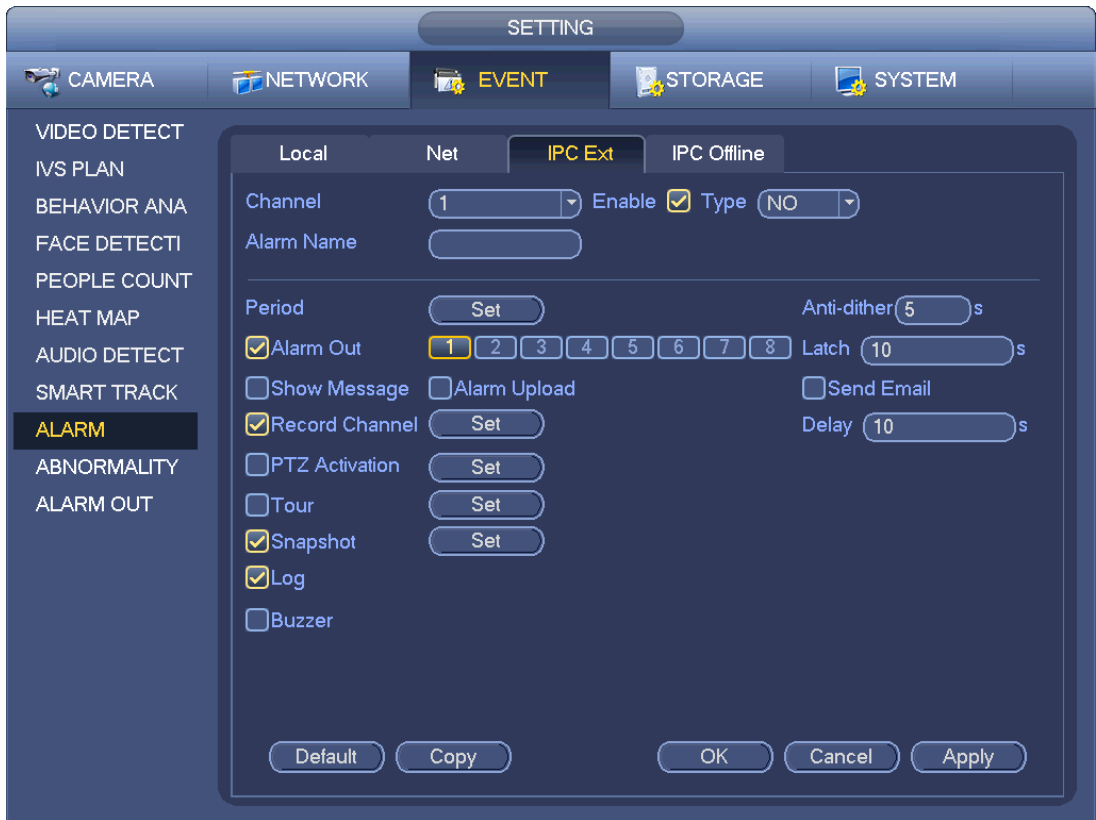 SETTING
CAMERA NETWORK EVENT STORAGE SYSTEM
VIDEO DETECT
IVS PLAN
BEHAVIOR ANA
FACE DETECTI
PEOPLE COUNT
HEAT MAP
AUDIO DETECT
SMART TRACK
ALARM
ABNORMALITY
ALARM OUT
Local Net IPC Ext IPC Offline
Channel 1 Enable Type NO
Alarm Name
Period Set Anti-dither 5 s
Alarm Out 1 2 3 4 5 6 7 8 Latch 10 s
Show Message Alarm Upload Send Email
Record Channel Set Delay 10 s
PTZ Activation Set
Tour Set
Snapshot Set
Log
Buzzer
Default Copy OK Cancel Apply